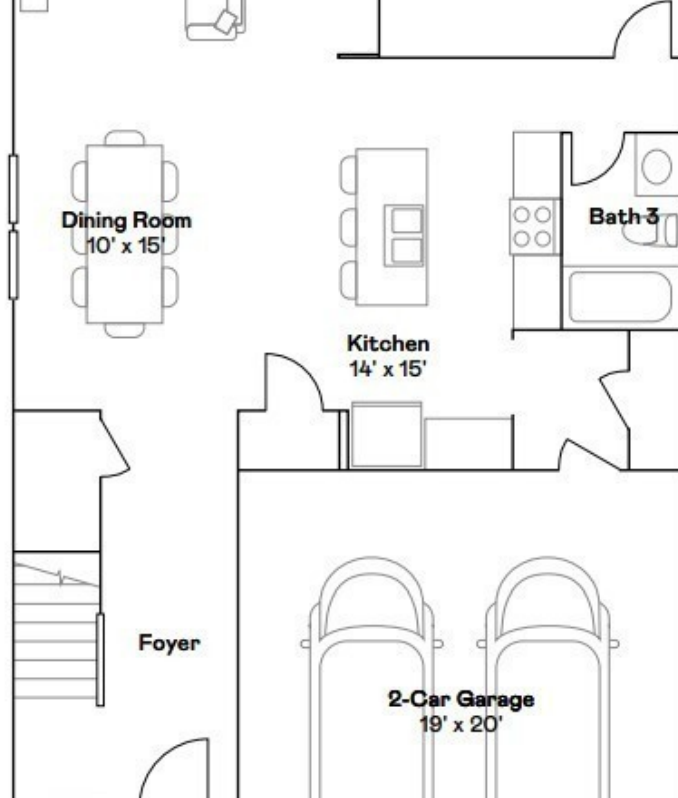 Dining Room
10' x 15'
Bath 3
Kitchen
14' x 15'
Foyer
2-Car Garage
19' x 20'